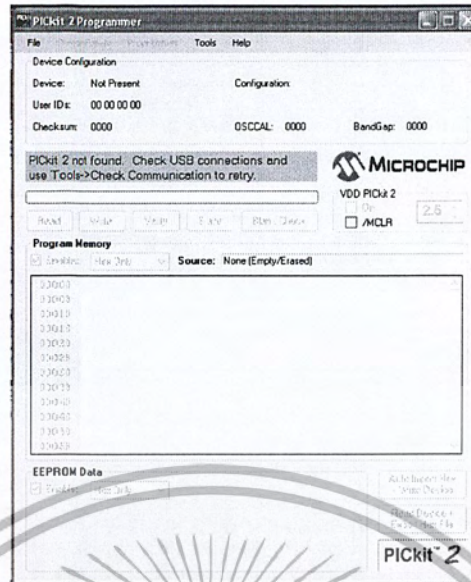 PICkit 2 Programmer
File Tools Help
Device Configuration
Device: Not Present Configuration:
User IDs: 00 00 00 00
Checksum: 0000 OSCCAL: 0000 BandGap: 0000
PICkit 2 not found. Check USB connections and
use Tools->Check Communication to retry.
MICROCHIP
VDD PICkit 2
On 2.5
/MCLR
Read Write Verify Erase Blank Check
Program Memory
Enabled Hex Only Source: None (Empty/Erased)
EEPROM Data
Enabled Hex Only
PICkit™ 2